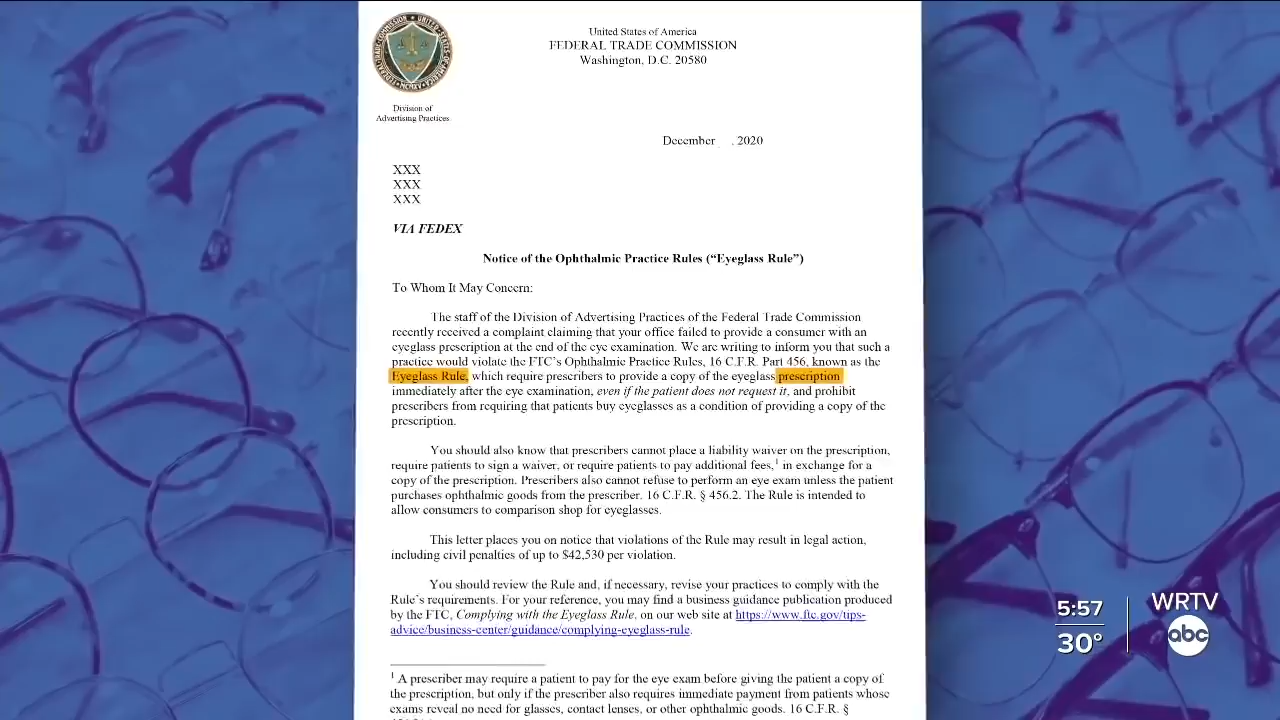 United States of America
FEDERAL TRADE COMMISSION
Washington, D.C. 20580
FEDERAL TRADE COMMISSION · UNITED STATES OF AMERICA · MCMXV
Division of
Advertising Practices
December . 2020
XXX
XXX
XXX
VIA FEDEX
Notice of the Ophthalmic Practice Rules (“Eyeglass Rule”)
To Whom It May Concern:
The staff of the Division of Advertising Practices of the Federal Trade Commission
recently received a complaint claiming that your office failed to provide a consumer with an
eyeglass prescription at the end of the eye examination. We are writing to inform you that such a
practice would violate the FTC’s Ophthalmic Practice Rules, 16 C.F.R. Part 456, known as the
Eyeglass Rule, which require prescribers to provide a copy of the eyeglass prescription
immediately after the eye examination, even if the patient does not request it, and prohibit
prescribers from requiring that patients buy eyeglasses as a condition of providing a copy of the
prescription.
You should also know that prescribers cannot place a liability waiver on the prescription,
require patients to sign a waiver, or require patients to pay additional fees,¹ in exchange for a
copy of the prescription. Prescribers also cannot refuse to perform an eye exam unless the patient
purchases ophthalmic goods from the prescriber. 16 C.F.R. § 456.2. The Rule is intended to
allow consumers to comparison shop for eyeglasses.
This letter places you on notice that violations of the Rule may result in legal action,
including civil penalties of up to $42,530 per violation.
You should review the Rule and, if necessary, revise your practices to comply with the
Rule’s requirements. For your reference, you may find a business guidance publication produced
by the FTC, Complying with the Eyeglass Rule, on our web site at https://www.ftc.gov/tips-
advice/business-center/guidance/complying-eyeglass-rule.
¹ A prescriber may require a patient to pay for the eye exam before giving the patient a copy of
the prescription, but only if the prescriber also requires immediate payment from patients whose
exams reveal no need for glasses, contact lenses, or other ophthalmic goods. 16 C.F.R. §
5:57
30°
WRTV
abc